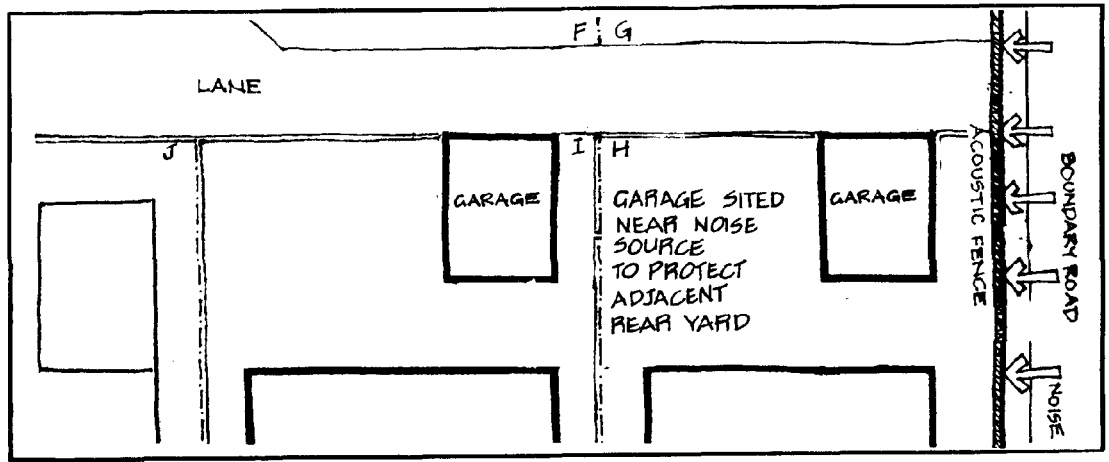 F G
LANE
J
I H
GARAGE
GARAGE SITED
NEAR NOISE
SOURCE
TO PROTECT
ADJACENT
REAR YARD
GARAGE
ACOUSTIC FENCE
BOUNDARY ROAD
NOISE